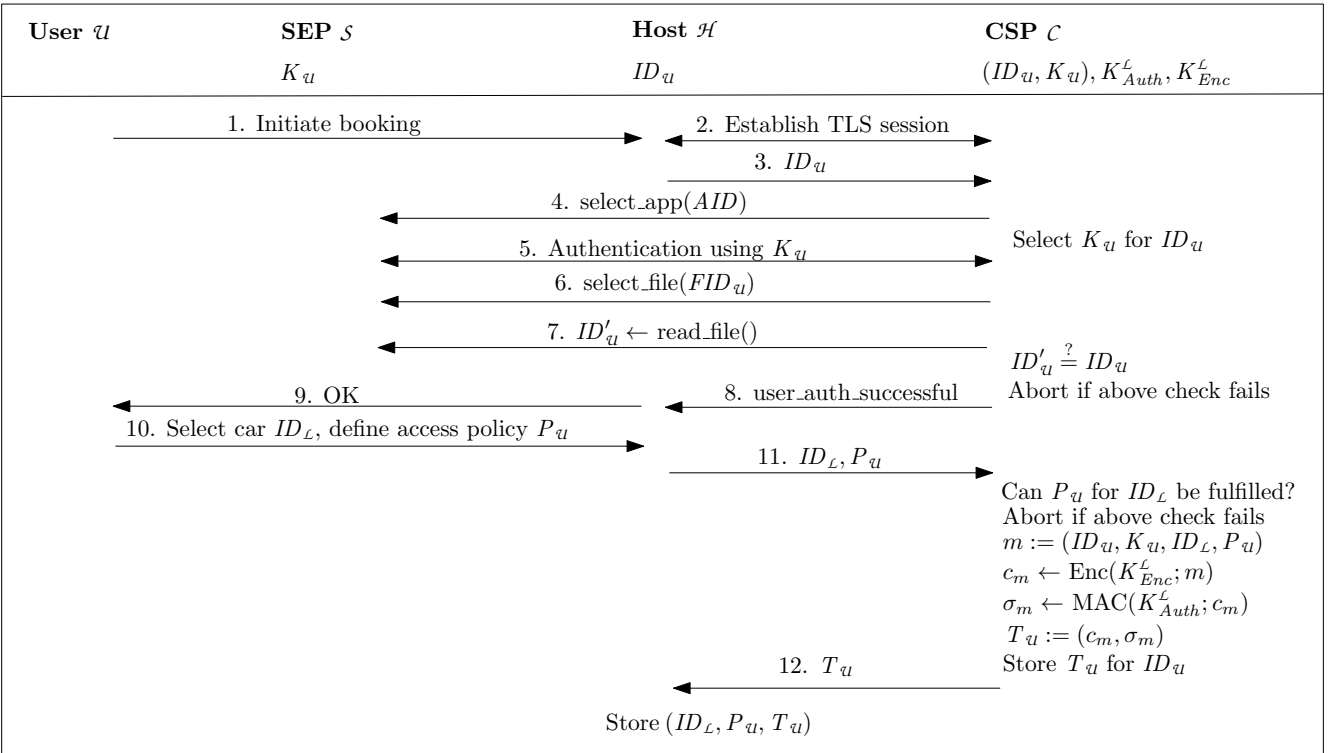 User 𝒰 SEP 𝒮 Host ℋ CSP 𝒞
K_𝒰 ID_𝒰 (ID_𝒰, K_𝒰), K^ℒ_Auth, K^ℒ_Enc
1. Initiate booking
2. Establish TLS session
3. ID_𝒰
4. select_app(AID)
Select K_𝒰 for ID_𝒰
5. Authentication using K_𝒰
6. select_file(FID_𝒰)
7. ID′_𝒰 ← read_file()
ID′_𝒰 ≟ ID_𝒰
Abort if above check fails
8. user_auth_successful
9. OK
10. Select car ID_ℒ, define access policy P_𝒰
11. ID_ℒ, P_𝒰
Can P_𝒰 for ID_ℒ be fulfilled?
Abort if above check fails
m := (ID_𝒰, K_𝒰, ID_ℒ, P_𝒰)
c_m ← Enc(K^ℒ_Enc; m)
σ_m ← MAC(K^ℒ_Auth; c_m)
T_𝒰 := (c_m, σ_m)
Store T_𝒰 for ID_𝒰
12. T_𝒰
Store (ID_ℒ, P_𝒰, T_𝒰)